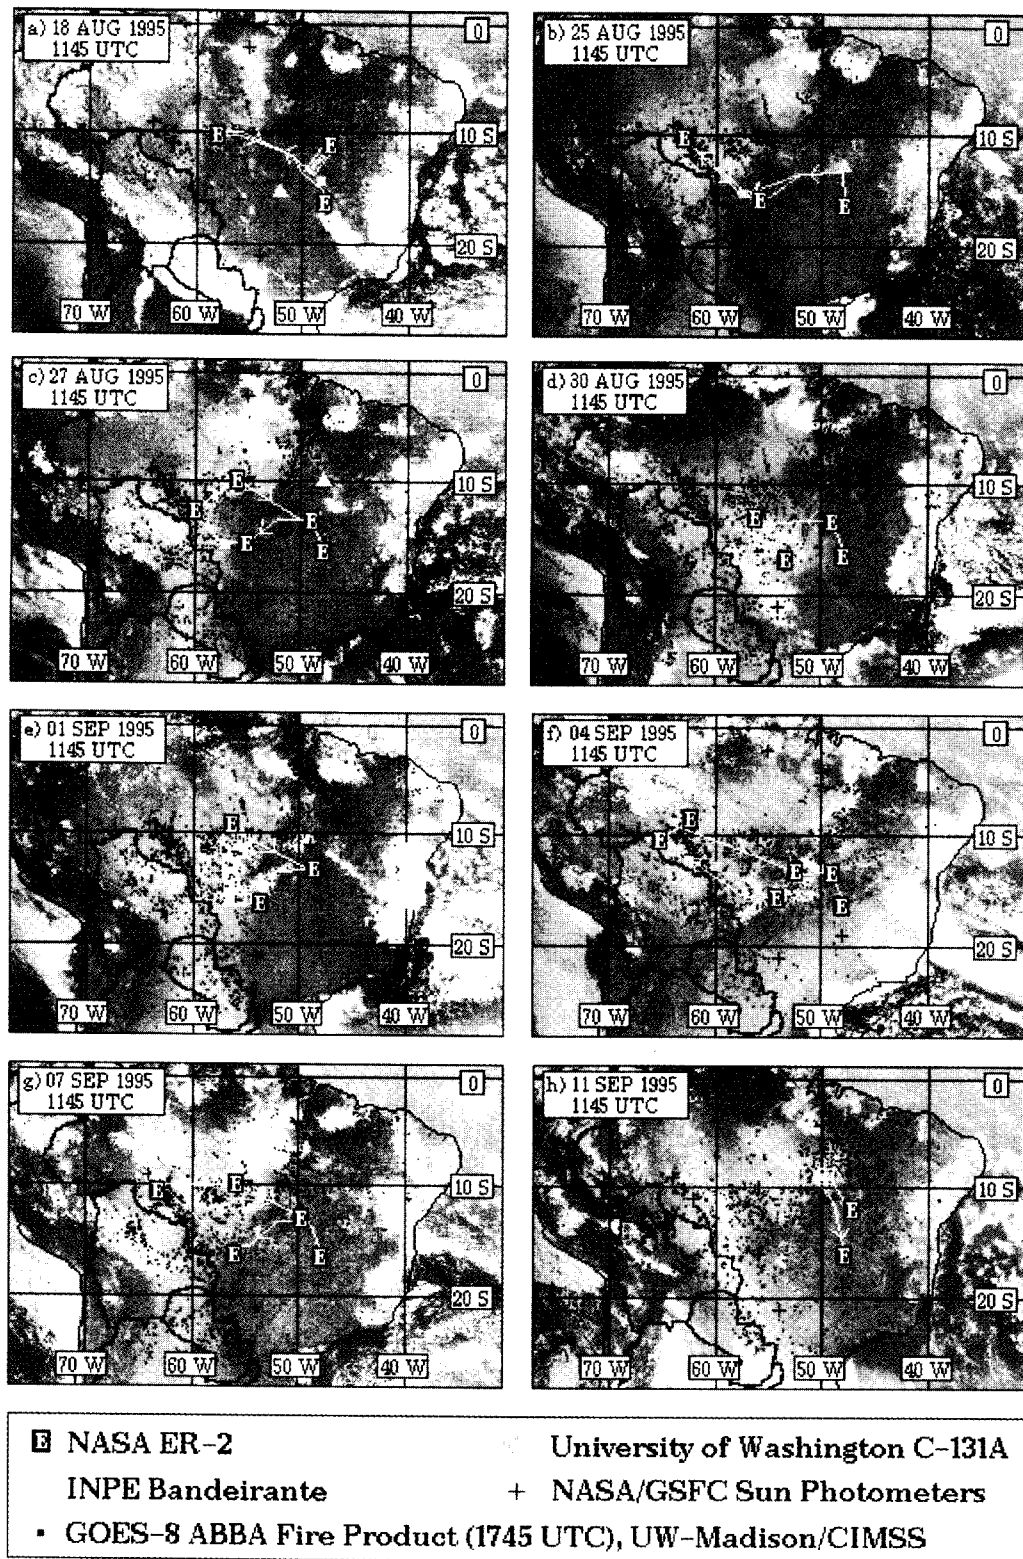 a) 18 AUG 1995
1145 UTC
0
E
E
E
10 S
20 S
70 W
60 W
50 W
40 W
b) 25 AUG 1995
1145 UTC
0
E
E
E
E
10 S
20 S
70 W
60 W
50 W
40 W
c) 27 AUG 1995
1145 UTC
0
E
E
E
E
E
10 S
20 S
70 W
60 W
50 W
40 W
d) 30 AUG 1995
1145 UTC
0
10 S
E
E
E
E
20 S
70 W
60 W
50 W
40 W
e) 01 SEP 1995
1145 UTC
0
E
10 S
E
E
20 S
70 W
60 W
50 W
40 W
f) 04 SEP 1995
1145 UTC
0
E
E
10 S
E
E
E
E
20 S
70 W
60 W
50 W
40 W
g) 07 SEP 1995
1145 UTC
0
E
E
10 S
E
E
E
20 S
70 W
60 W
50 W
40 W
h) 11 SEP 1995
1145 UTC
0
10 S
E
E
20 S
70 W
60 W
50 W
40 W
E NASA ER-2
University of Washington C-131A
INPE Bandeirante
+ NASA/GSFC Sun Photometers
▪ GOES-8 ABBA Fire Product (1745 UTC), UW-Madison/CIMSS